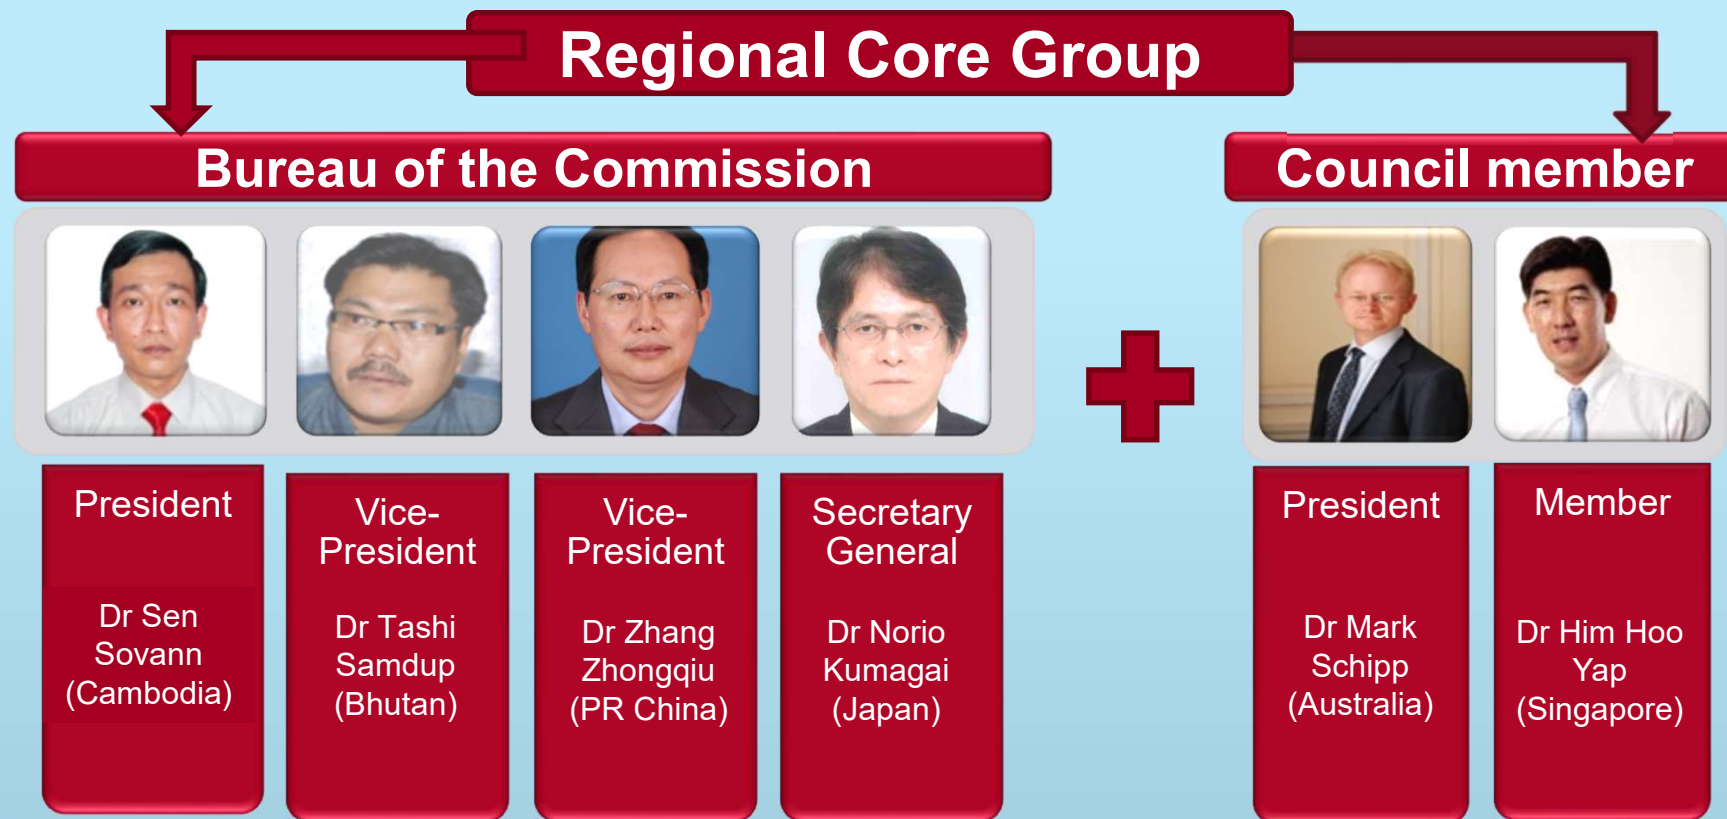 Regional Core Group
Bureau of the Commission
Council member
President
Dr Sen
Sovann
(Cambodia)
Vice-
President
Dr Tashi
Samdup
(Bhutan)
Vice-
President
Dr Zhang
Zhongqiu
(PR China)
Secretary
General
Dr Norio
Kumagai
(Japan)
President
Dr Mark
Schipp
(Australia)
Member
Dr Him Hoo
Yap
(Singapore)